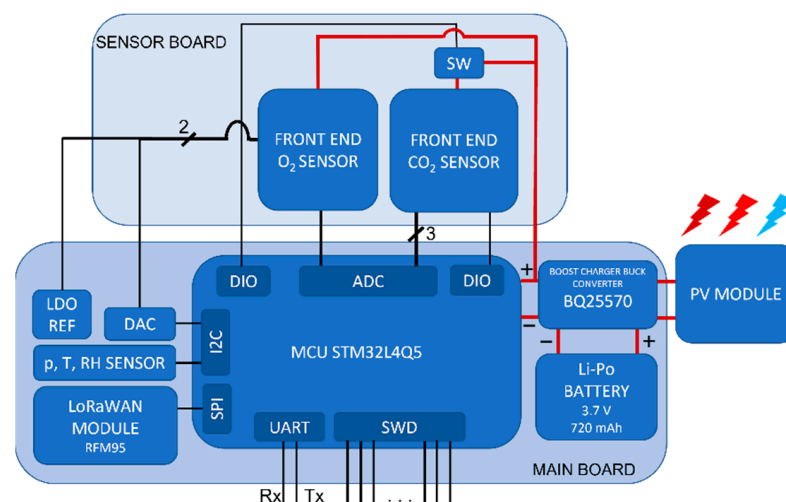 SENSOR BOARD
SW
2
FRONT END
O₂ SENSOR
FRONT END
CO₂ SENSOR
3
DIO
ADC
DIO
+
BOOST CHARGER BUCK
CONVERTER
BQ25570
PV MODULE
LDO
REF
DAC
I2C
−
MCU STM32L4Q5
p, T, RH SENSOR
−
+
Li-Po
BATTERY
3.7 V
720 mAh
LoRaWAN
MODULE
RFM95
SPI
UART
SWD
MAIN BOARD
Rx
Tx
. . .